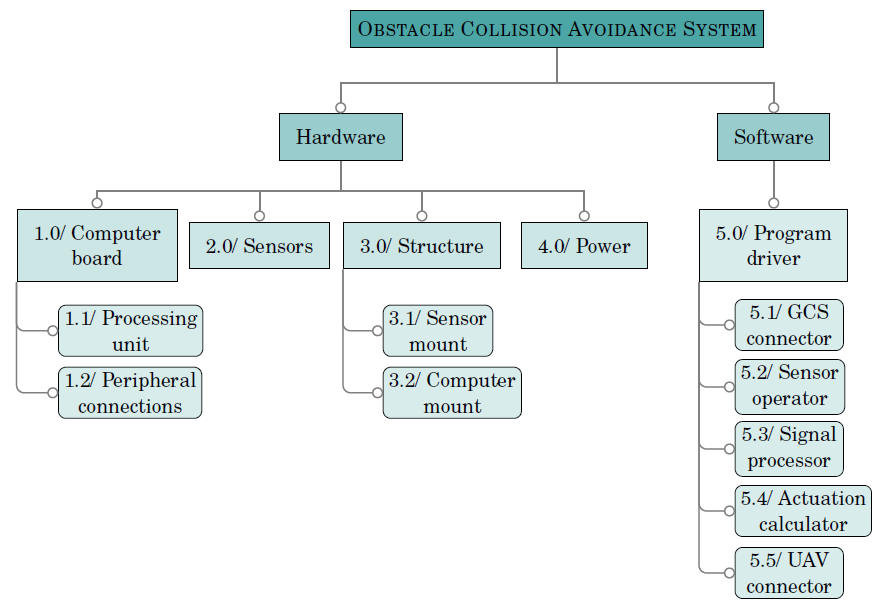 OBSTACLE COLLISION AVOIDANCE SYSTEM
Hardware
Software
1.0/ Computer
board
2.0/ Sensors
3.0/ Structure
4.0/ Power
5.0/ Program
driver
1.1/ Processing
unit
1.2/ Peripheral
connections
3.1/ Sensor
mount
3.2/ Computer
mount
5.1/ GCS
connector
5.2/ Sensor
operator
5.3/ Signal
processor
5.4/ Actuation
calculator
5.5/ UAV
connector